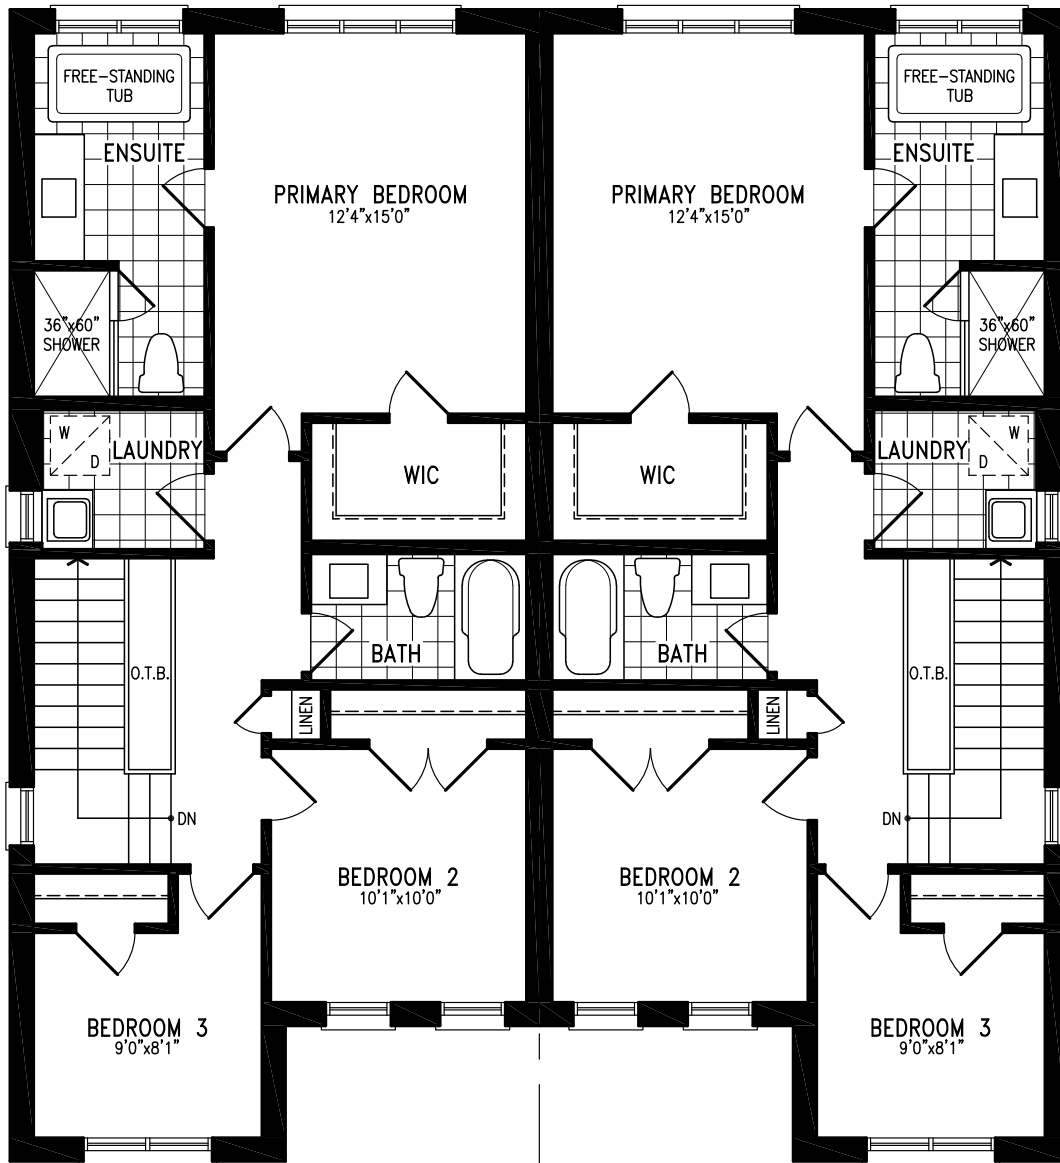 FREE-STANDING
TUB
ENSUITE
PRIMARY BEDROOM
12'4"x15'0"
36"x60"
SHOWER
W
D
LAUNDRY
WIC
BATH
O.T.B.
LINEN
DN
BEDROOM 2
10'1"x10'0"
BEDROOM 3
9'0"x8'1"
FREE-STANDING
TUB
ENSUITE
PRIMARY BEDROOM
12'4"x15'0"
36"x60"
SHOWER
W
D
LAUNDRY
WIC
BATH
O.T.B.
LINEN
DN
BEDROOM 2
10'1"x10'0"
BEDROOM 3
9'0"x8'1"